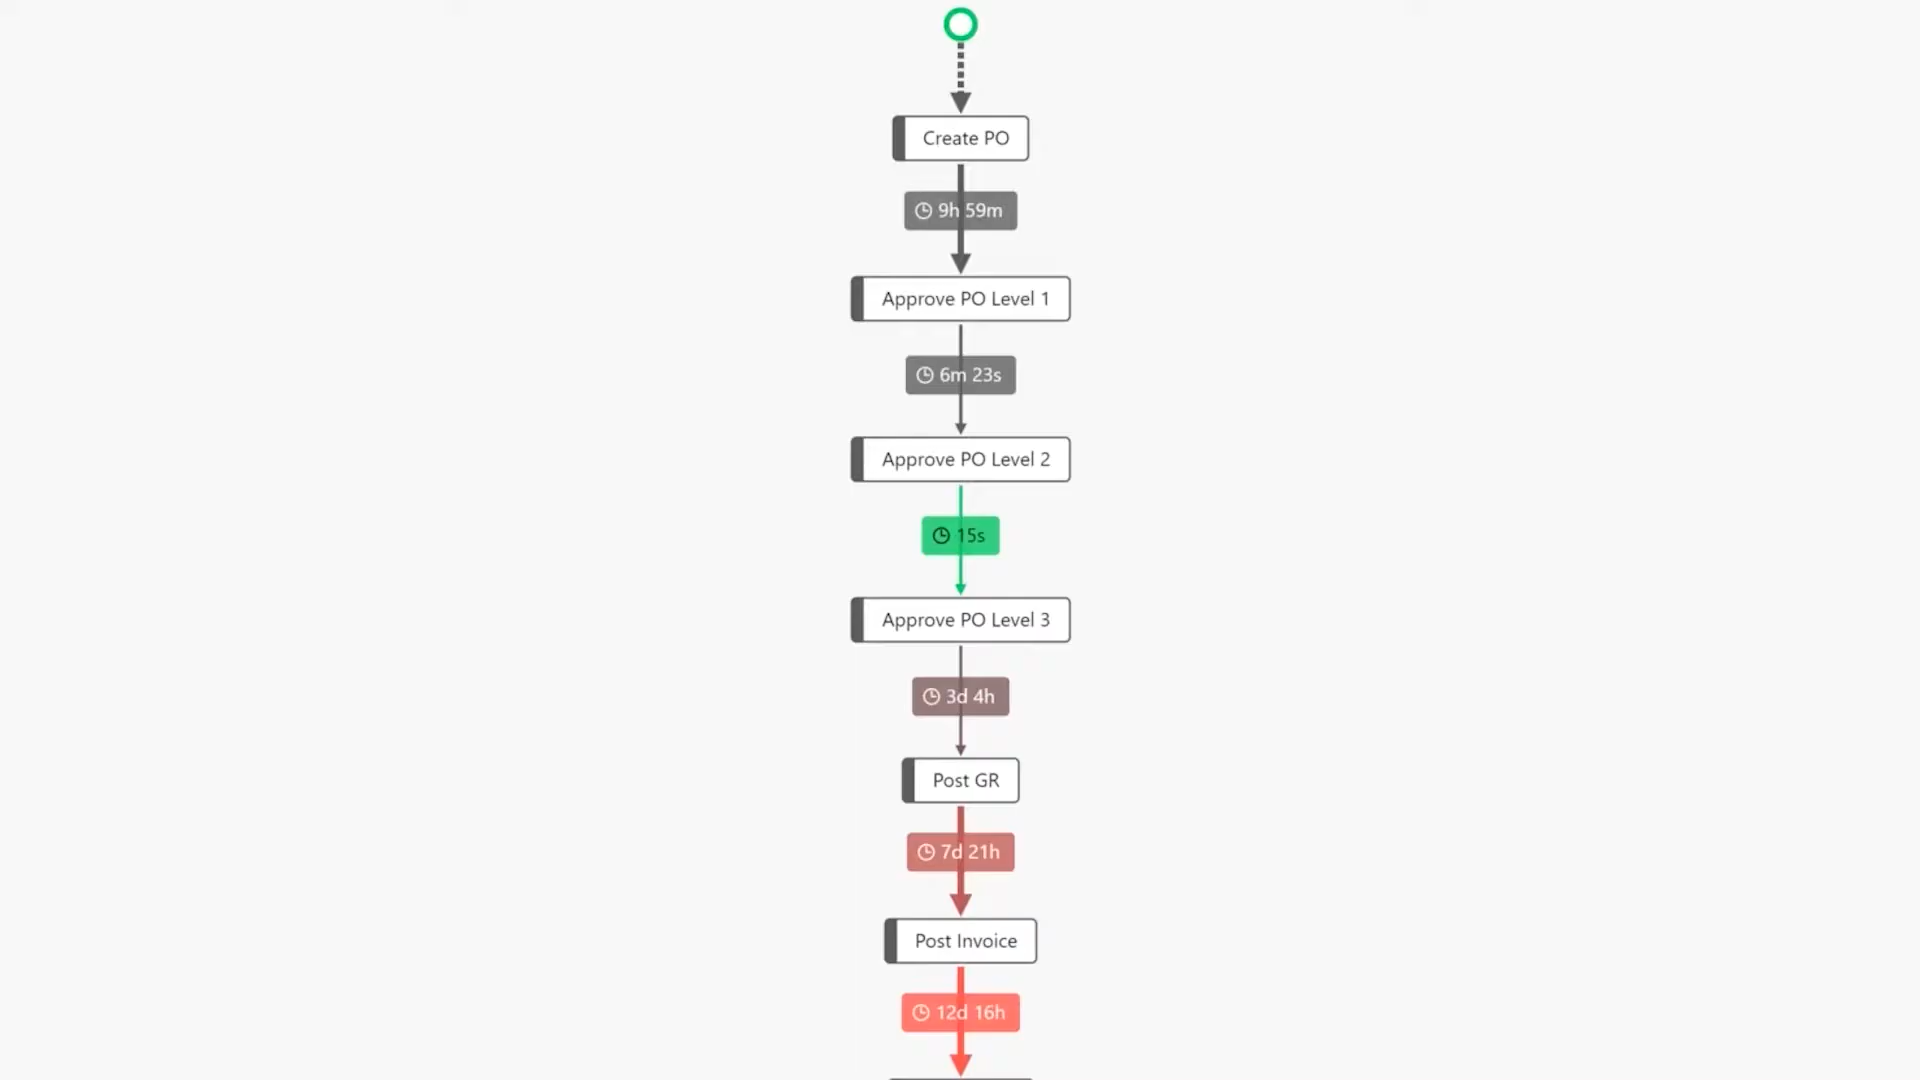 Create PO
9h 59m
Approve PO Level 1
6m 23s
Approve PO Level 2
15s
Approve PO Level 3
3d 4h
Post GR
7d 21h
Post Invoice
12d 16h